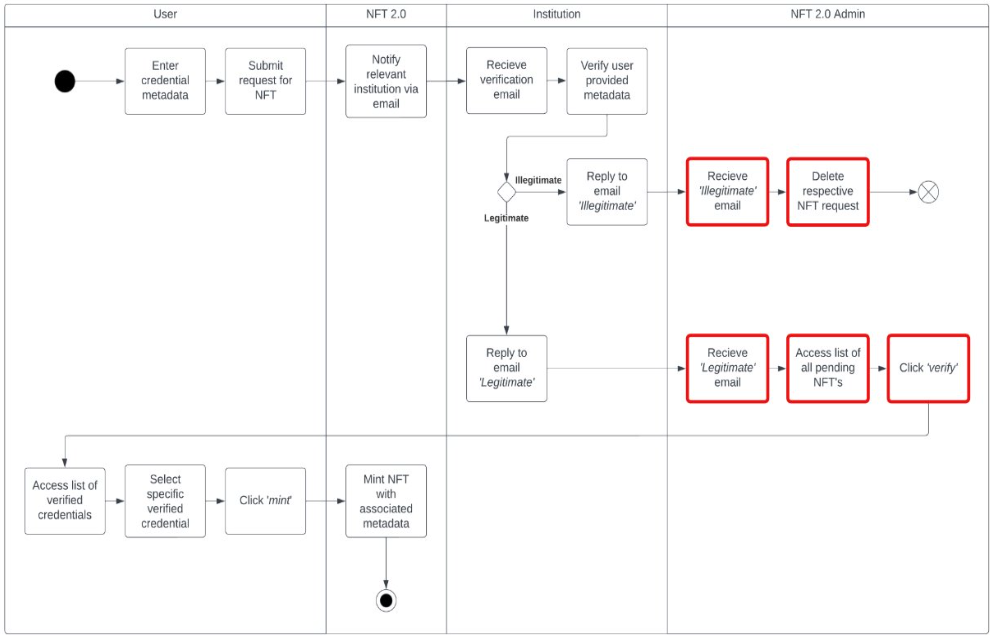 User
NFT 2.0
Institution
NFT 2.0 Admin
Enter
credential
metadata
Submit
request for
NFT
Notify
relevant
institution via
email
Recieve
verification
email
Verify user
provided
metadata
Illegitimate
Legitimate
Reply to
email
'Illegitimate'
Recieve
'Illegitimate'
email
Delete
respective
NFT request
Reply to
email
'Legitimate'
Recieve
'Legitimate'
email
Access list of
all pending
NFT's
Click 'verify'
Access list of
verified
credentials
Select
specific
verified
credential
Click 'mint'
Mint NFT
with
associated
metadata